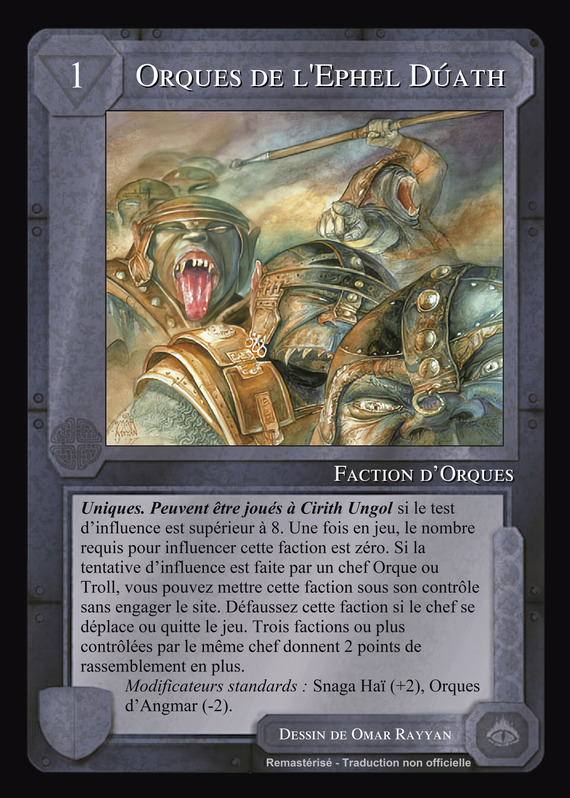 1
Orques de l'Ephel Dúath
Faction d'Orques
Uniques. Peuvent être joués à Cirith Ungol si le test
d'influence est supérieur à 8. Une fois en jeu, le nombre
requis pour influencer cette faction est zéro. Si la
tentative d'influence est faite par un chef Orque ou
Troll, vous pouvez mettre cette faction sous son contrôle
sans engager le site. Défaussez cette faction si le chef se
déplace ou quitte le jeu. Trois factions ou plus
contrôlées par le même chef donnent 2 points de
rassemblement en plus.
Modificateurs standards : Snaga Haï (+2), Orques
d'Angmar (-2).
Dessin de Omar Rayyan
Remastérisé - Traduction non officielle